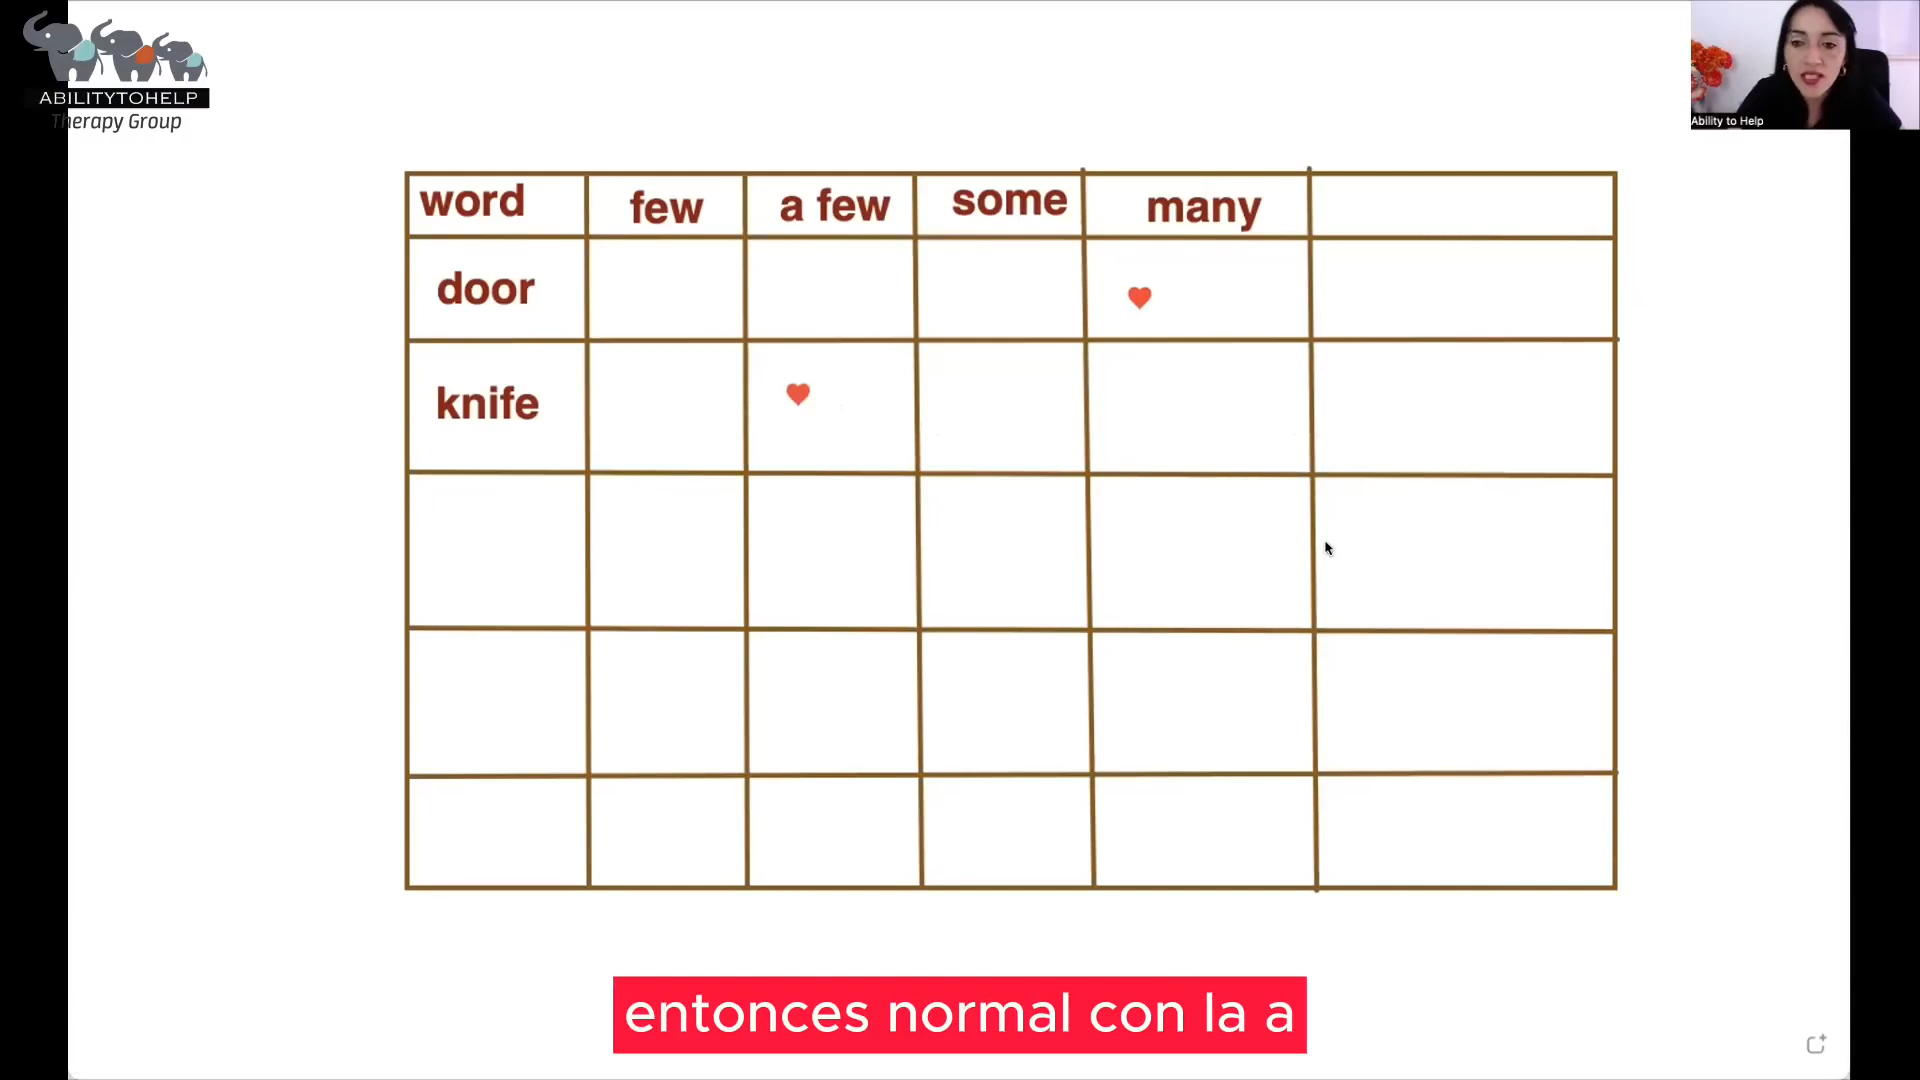 ABILITYTOHELP
Therapy Group
Ability to Help
word few a few some many
door
knife
entonces normal con la a